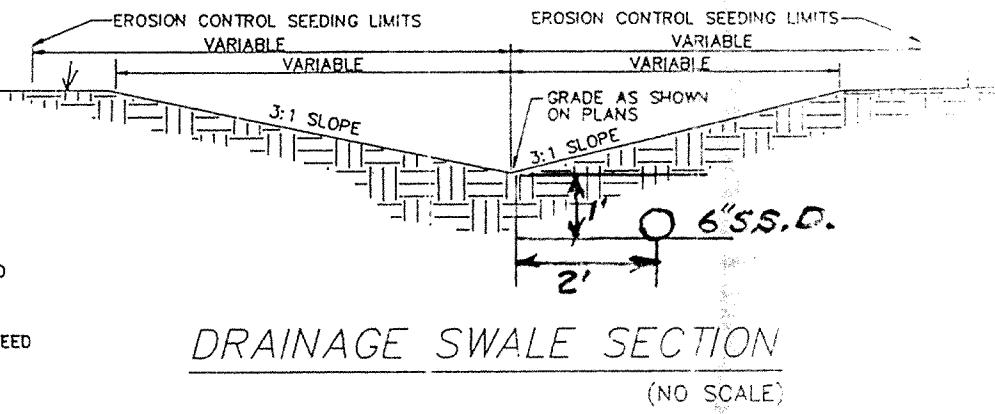 EROSION CONTROL SEEDING LIMITS
EROSION CONTROL SEEDING LIMITS
VARIABLE
VARIABLE
VARIABLE
VARIABLE
3:1 SLOPE
GRADE AS SHOWN
ON PLANS
3:1 SLOPE
1'
6" S.S.D.
2'
EED
DRAINAGE SWALE SECTION
(NO SCALE)